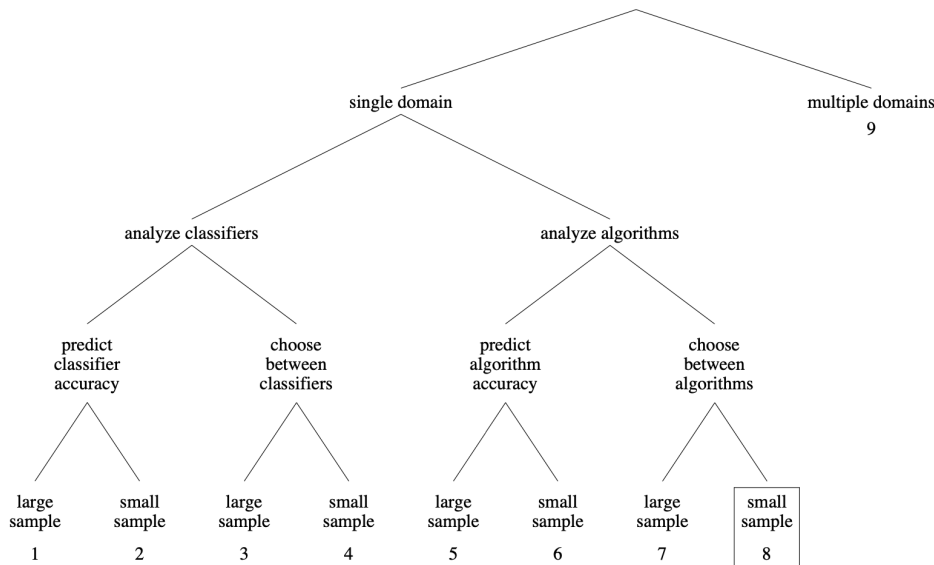 single domain
multiple domains
9
analyze classifiers
analyze algorithms
predict
classifier
accuracy
choose
between
classifiers
predict
algorithm
accuracy
choose
between
algorithms
large
sample
1
small
sample
2
large
sample
3
small
sample
4
large
sample
5
small
sample
6
large
sample
7
small
sample
8